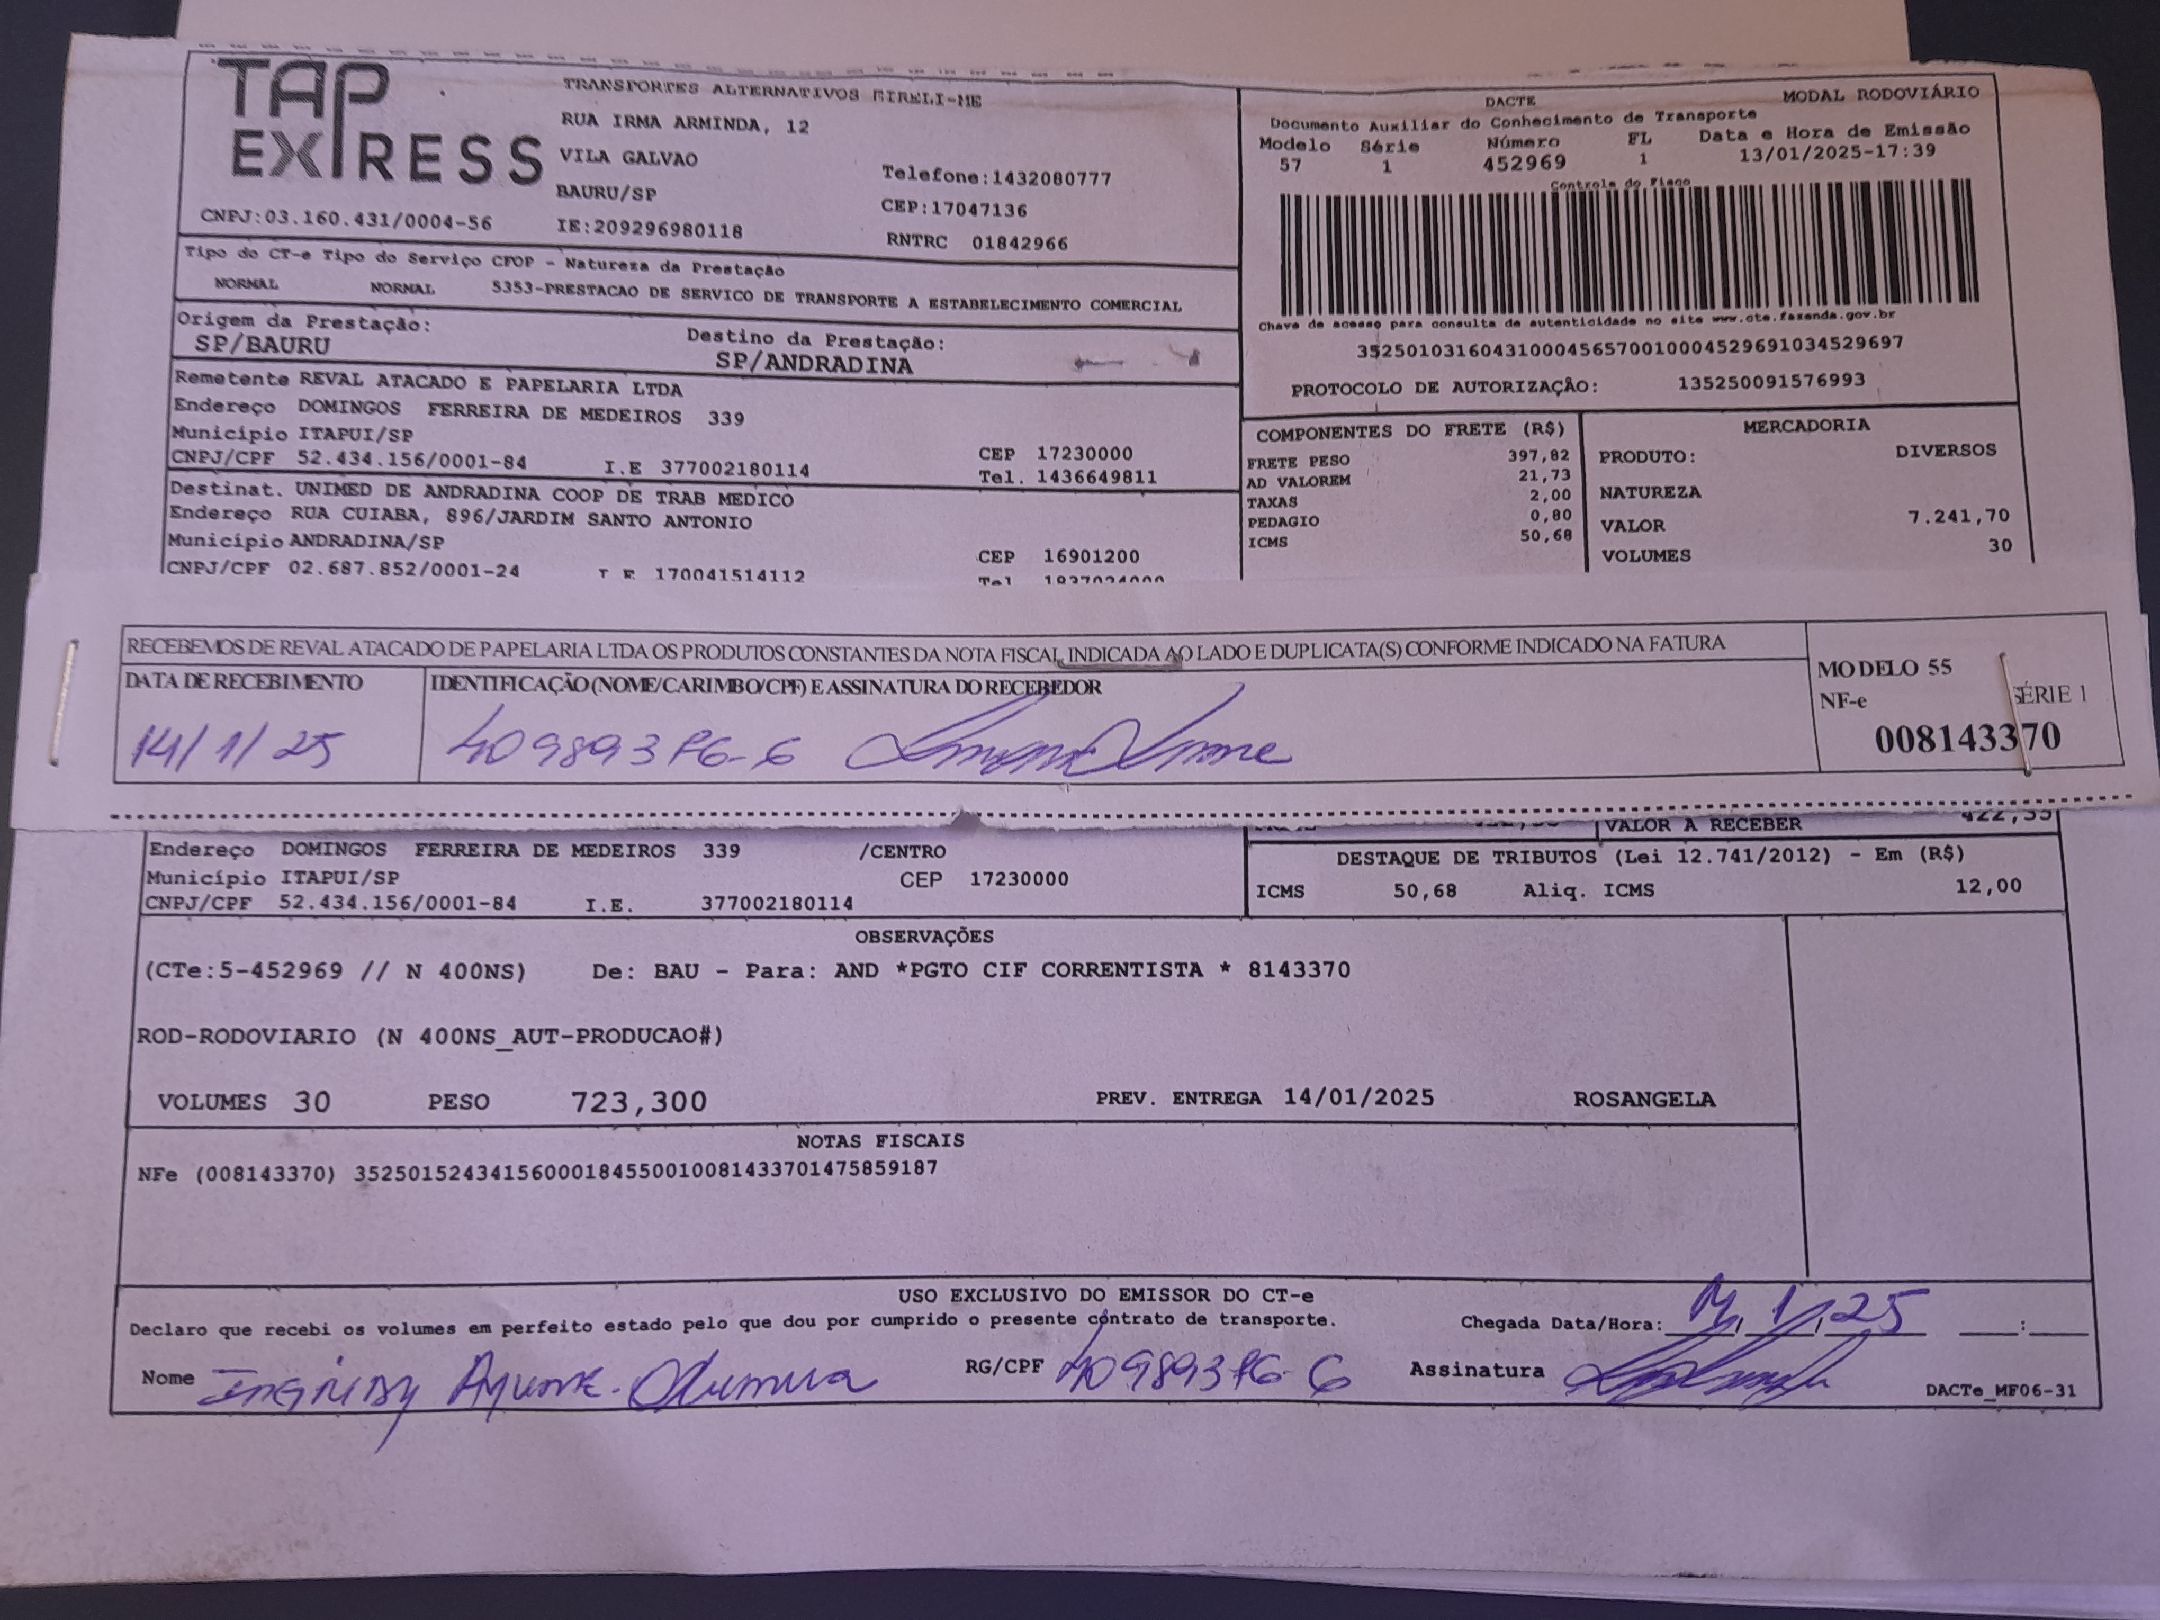 TAP EXPRESS
TRANSPORTES ALTERNATIVOS EIRELI-ME
RUA IRMA ARMINDA, 12
VILA GALVAO
BAURU/SP
Telefone:1432080777
CEP:17047136
CNPJ:03.160.431/0004-56 IE:209296980118 RNTRC 01842966
DACTE MODAL RODOVIÁRIO
Documento Auxiliar do Conhecimento de Transporte
Modelo Série Número FL Data e Hora de Emissão
57 1 452969 1 13/01/2025-17:39
Controle do Fisco
Chave de acesso para consulta de autenticidade no site www.cte.fazenda.gov.br
35250103160431000456570010004529691034529697
PROTOCOLO DE AUTORIZAÇÃO: 135250091576993
Tipo do CT-e Tipo do Serviço CFOP - Natureza da Prestação
NORMAL NORMAL 5353-PRESTACAO DE SERVICO DE TRANSPORTE A ESTABELECIMENTO COMERCIAL
Origem da Prestação: Destino da Prestação:
SP/BAURU SP/ANDRADINA
Remetente REVAL ATACADO E PAPELARIA LTDA
Endereço DOMINGOS FERREIRA DE MEDEIROS 339
Município ITAPUI/SP CEP 17230000
CNPJ/CPF 52.434.156/0001-84 I.E 377002180114 Tel. 1436649811
Destinat. UNIMED DE ANDRADINA COOP DE TRAB MEDICO
Endereço RUA CUIABA, 896/JARDIM SANTO ANTONIO
Município ANDRADINA/SP CEP 16901200
CNPJ/CPF 02.687.852/0001-24 I E 170041514112 Tel
COMPONENTES DO FRETE (R$)
FRETE PESO 397,82
AD VALOREM 21,73
TAXAS 2,00
PEDAGIO 0,80
ICMS 50,68
MERCADORIA
PRODUTO: DIVERSOS
NATUREZA
VALOR 7.241,70
VOLUMES 30
RECEBEMOS DE REVAL ATACADO DE PAPELARIA LTDA OS PRODUTOS CONSTANTES DA NOTA FISCAL INDICADA AO LADO E DUPLICATA(S) CONFORME INDICADO NA FATURA
DATA DE RECEBIMENTO IDENTIFICAÇÃO (NOME/CARIMBO/CPF) E ASSINATURA DO RECEBEDOR
14/1/25
MODELO 55
NF-e SÉRIE 1
008143370
VALOR A RECEBER 422,35
Endereço DOMINGOS FERREIRA DE MEDEIROS 339 /CENTRO
Município ITAPUI/SP CEP 17230000
CNPJ/CPF 52.434.156/0001-84 I.E. 377002180114
DESTAQUE DE TRIBUTOS (Lei 12.741/2012) - Em (R$)
ICMS 50,68 Aliq. ICMS 12,00
OBSERVAÇÕES
(CTe:5-452969 // N 400NS) De: BAU - Para: AND *PGTO CIF CORRENTISTA * 8143370
ROD-RODOVIARIO (N 400NS_AUT-PRODUCAO#)
VOLUMES 30 PESO 723,300 PREV. ENTREGA 14/01/2025 ROSANGELA
NOTAS FISCAIS
NFe (008143370) 35250152434156000184550010081433701475859187
USO EXCLUSIVO DO EMISSOR DO CT-e
Declaro que recebi os volumes em perfeito estado pelo que dou por cumprido o presente contrato de transporte. Chegada Data/Hora: 14/1/25 :
Nome RG/CPF Assinatura
DACTe_MF06-31